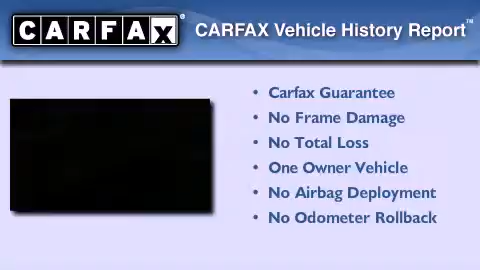 CARFAX® CARFAX Vehicle History Report™
• Carfax Guarantee
• No Frame Damage
• No Total Loss
• One Owner Vehicle
• No Airbag Deployment
• No Odometer Rollback